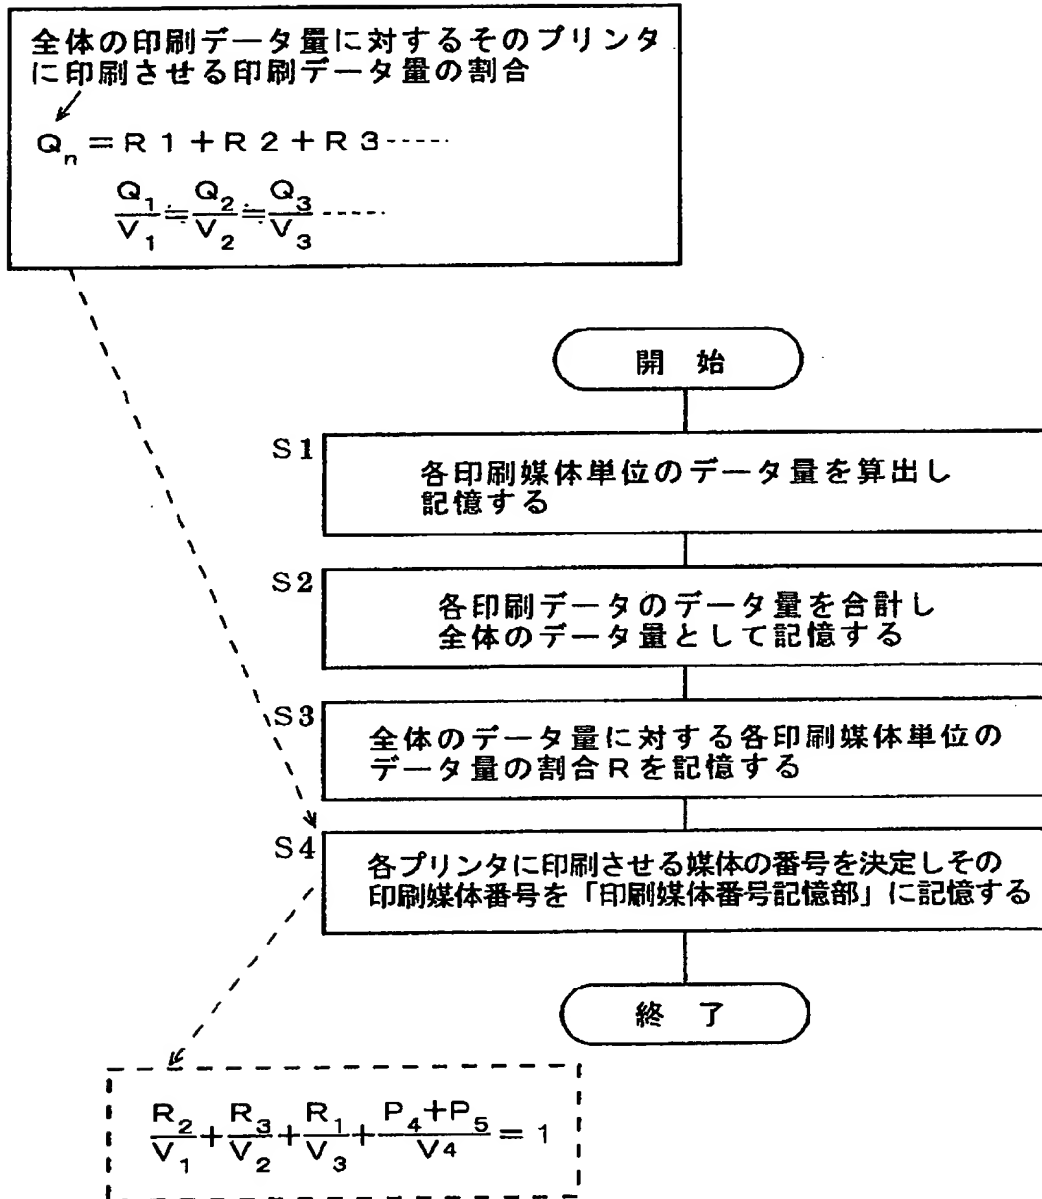 全体の印刷データ量に対するそのプリンタ
に印刷させる印刷データ量の割合
Qn＝R1＋R2＋R3-----
Q1/V1≒Q2/V2≒Q3/V3-----
開 始
S1
各印刷媒体単位のデータ量を算出し
記憶する
S2
各印刷データのデータ量を合計し
全体のデータ量として記憶する
S3
全体のデータ量に対する各印刷媒体単位の
データ量の割合Rを記憶する
S4
各プリンタに印刷させる媒体の番号を決定しその
印刷媒体番号を「印刷媒体番号記憶部」に記憶する
終 了
R2/V1＋R3/V2＋R1/V3＋P4＋P5/V4＝1